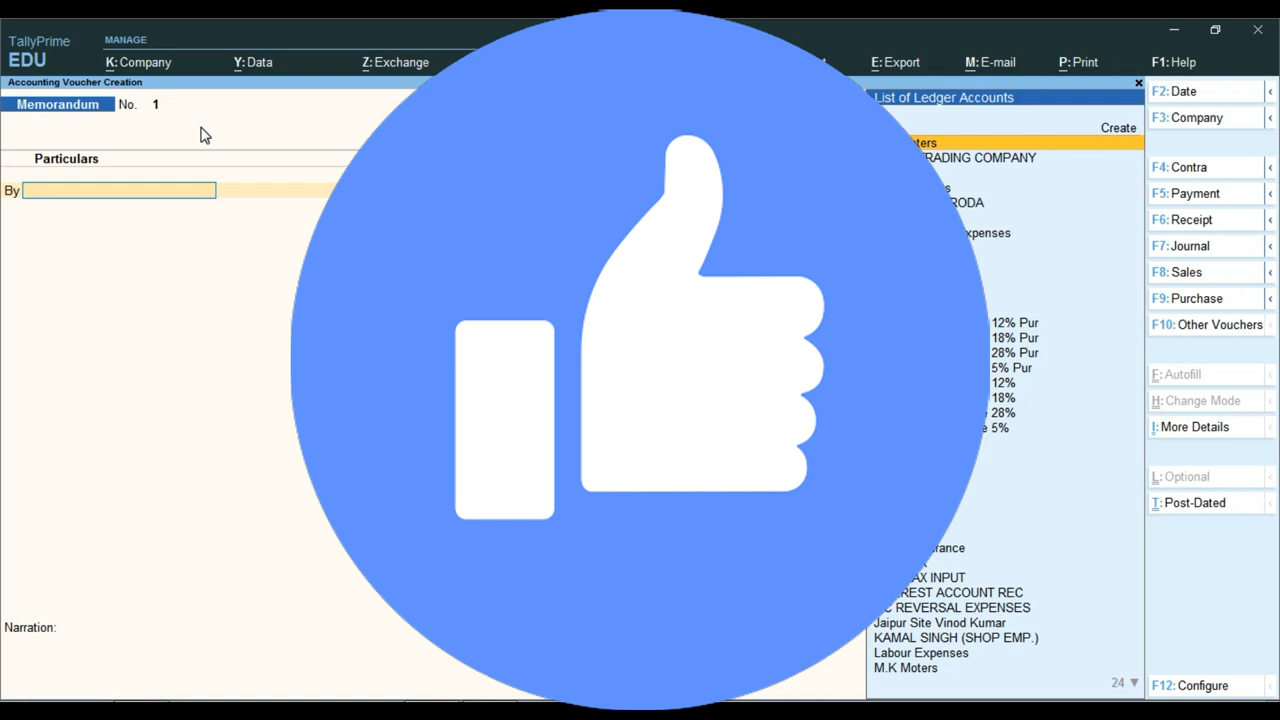 TallyPrime
EDU
MANAGE
K: Company
Y: Data
Z: Exchange
E: Export
M: E-mail
P: Print
F1: Help
Accounting Voucher Creation
Memorandum No. 1
Particulars
By
Narration:
List of Ledger Accounts
Create
TRADING COMPANY
12% Pur
18% Pur
28% Pur
5% Pur
12%
18%
28%
5%
AX INPUT
REST ACCOUNT REC
REVERSAL EXPENSES
Jaipur Site Vinod Kumar
KAMAL SINGH (SHOP EMP.)
Labour Expenses
M.K Moters
24 ▼
F2: Date
F3: Company
F4: Contra
F5: Payment
F6: Receipt
F7: Journal
F8: Sales
F9: Purchase
F10: Other Vouchers
F: Autofill
H: Change Mode
I: More Details
L: Optional
T: Post-Dated
F12: Configure